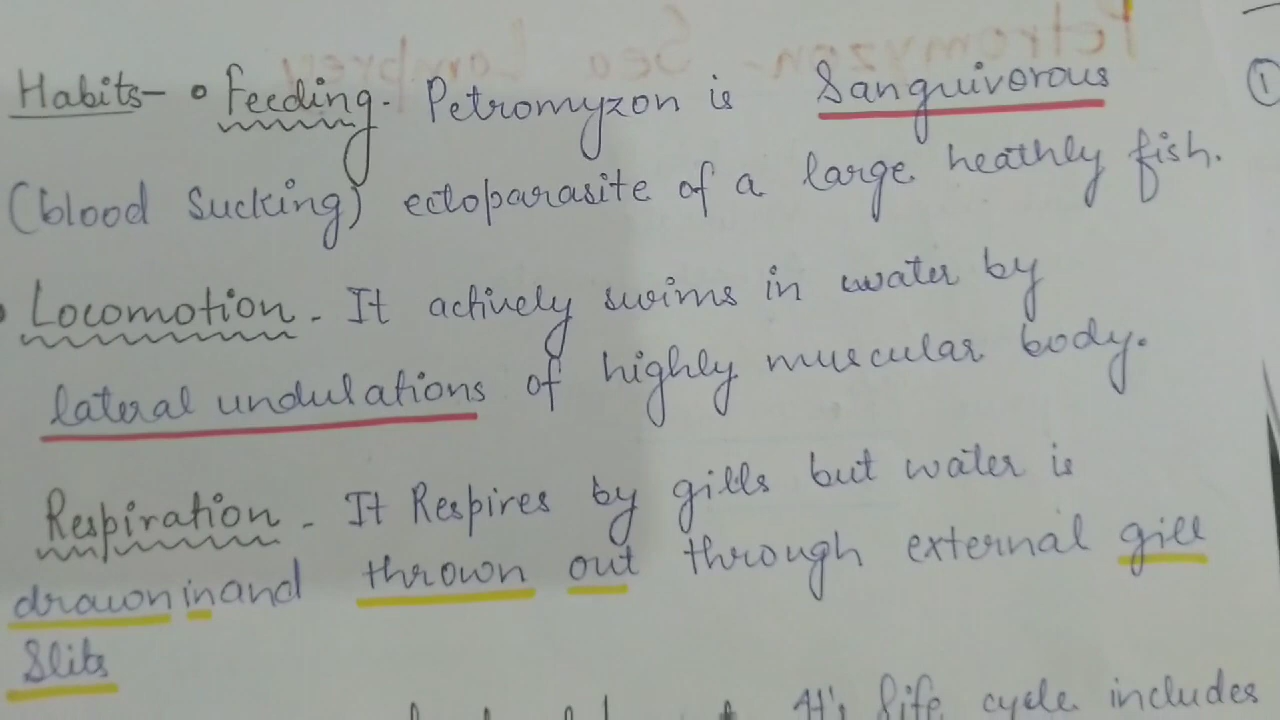 Habits- • Feeding. Petromyzon is Sanguivorous ①
(blood Sucking) ectoparasite of a large heathly fish.
• Locomotion - It actively swims in water by
lateral undulations of highly muscular body.
Respiration - It Respires by gills but water is
drawn in and thrown out through external gill
Slits
It's life cycle includes